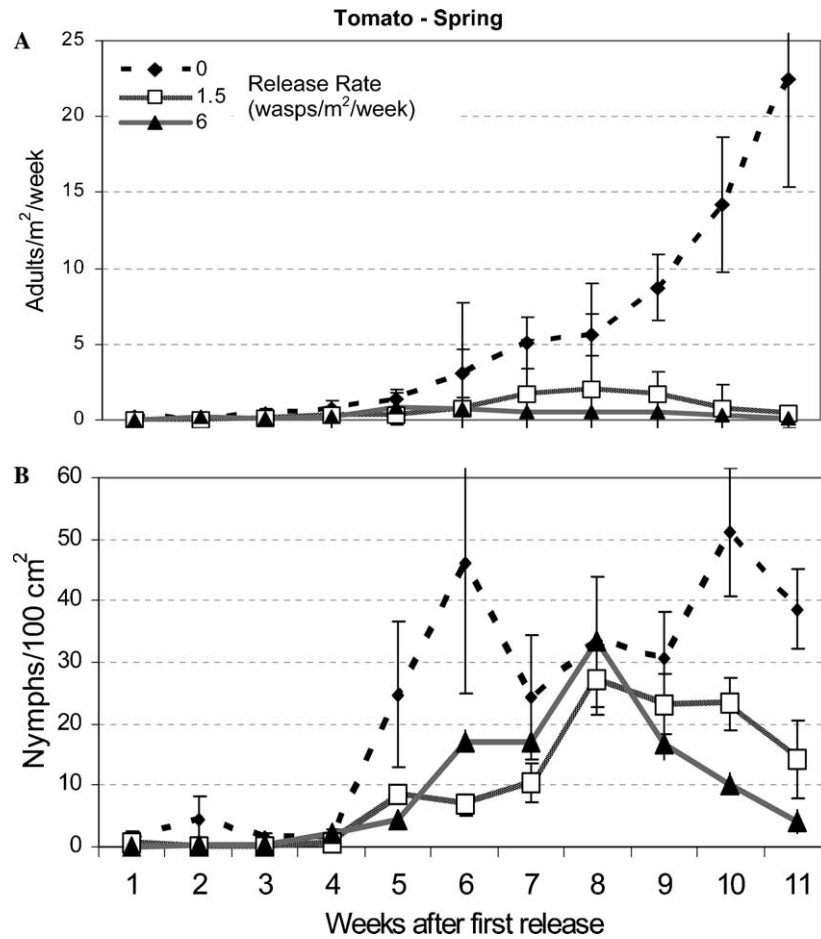 Tomato - Spring
A
25
20
15
10
5
0
Adults/m²/week
0
1.5
6
Release Rate
(wasps/m²/week)
B
60
50
40
30
20
10
0
Nymphs/100 cm²
1 2 3 4 5 6 7 8 9 10 11
Weeks after first release